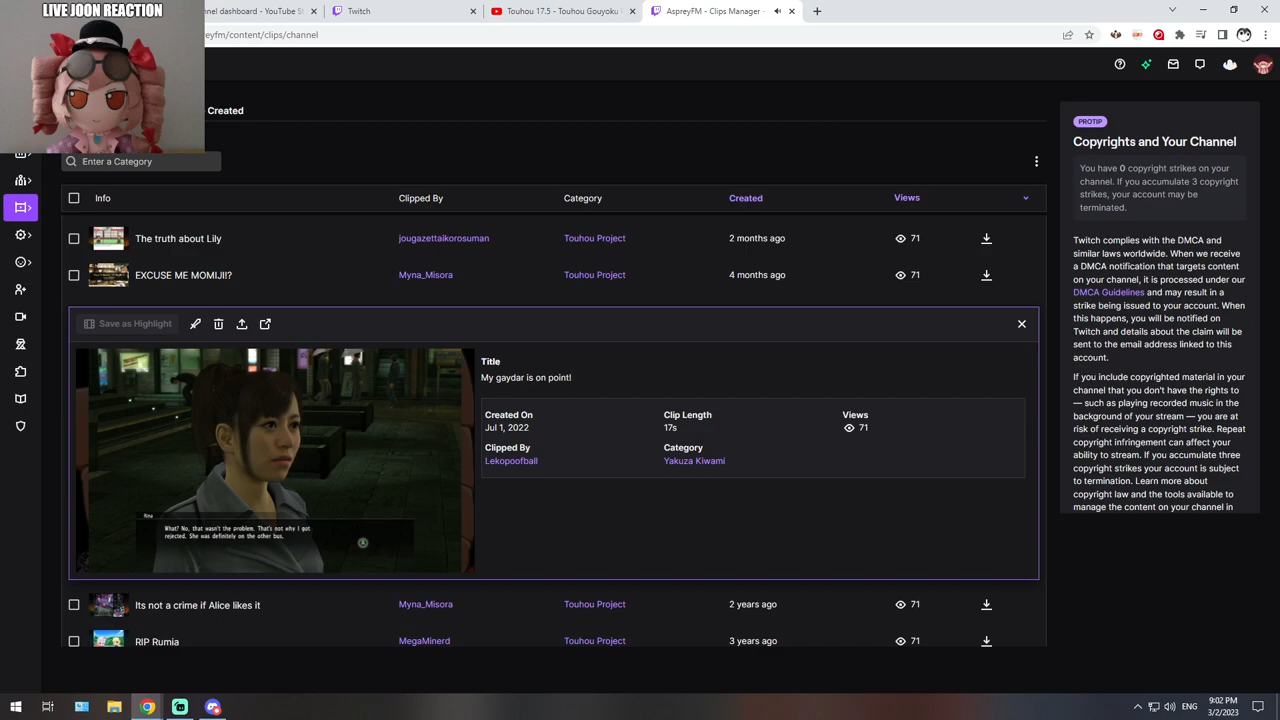 LIVE JOON REACTION
nnel dashboard - YouTube St
Twitch
Touhou 17.5 - Touhou Gouyoku I
AspreyFM - Clips Manager -
preyfm/content/clips/channel
Created
Enter a Category
Info
Clipped By
Category
Created
Views
The truth about Lily
jougazettaikorosuman
Touhou Project
2 months ago
71
EXCUSE ME MOMIJI!?
Myna_Misora
Touhou Project
4 months ago
71
Save as Highlight
Title
My gaydar is on point!
Created On
Jul 1, 2022
Clip Length
17s
Views
71
Clipped By
Lekopoofball
Category
Yakuza Kiwami
Nina
What? No, that wasn't the problem. That's not why I got
rejected. She was definitely on the other bus.
Its not a crime if Alice likes it
Myna_Misora
Touhou Project
2 years ago
71
RIP Rumia
MegaMinerd
Touhou Project
3 years ago
71
PROTIP
Copyrights and Your Channel
You have 0 copyright strikes on
your channel. If you accumulate 3 copyright
strikes, your account may be
terminated.
Twitch complies with the DMCA and
similar laws worldwide. When we receive
a DMCA notification that targets content
on your channel, it is processed under our
DMCA Guidelines and may result in a
strike being issued to your account. When
this happens, you will be notified on
Twitch and details about the claim will be
sent to the email address linked to this
account.
If you include copyrighted material in your
channel that you don't have the rights to
— such as playing recorded music in the
background of your stream — you are at
risk of receiving a copyright strike. Repeat
copyright infringement can affect your
ability to stream. If you accumulate three
copyright strikes your account is subject
to termination. Learn more about
copyright law and the tools available to
manage the content on your channel in
ENG
9:02 PM
3/2/2023